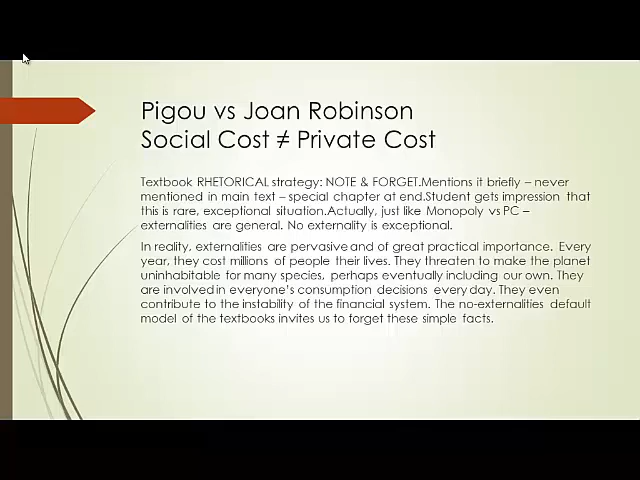 Pigou vs Joan Robinson
Social Cost ≠ Private Cost
Textbook RHETORICAL strategy: NOTE & FORGET.Mentions it briefly – never
mentioned in main text – special chapter at end.Student gets impression that
this is rare, exceptional situation.Actually, just like Monopoly vs PC –
externalities are general. No externality is exceptional.
In reality, externalities are pervasive and of great practical importance. Every
year, they cost millions of people their lives. They threaten to make the planet
uninhabitable for many species, perhaps eventually including our own. They
are involved in everyone's consumption decisions every day. They even
contribute to the instability of the financial system. The no-externalities default
model of the textbooks invites us to forget these simple facts.